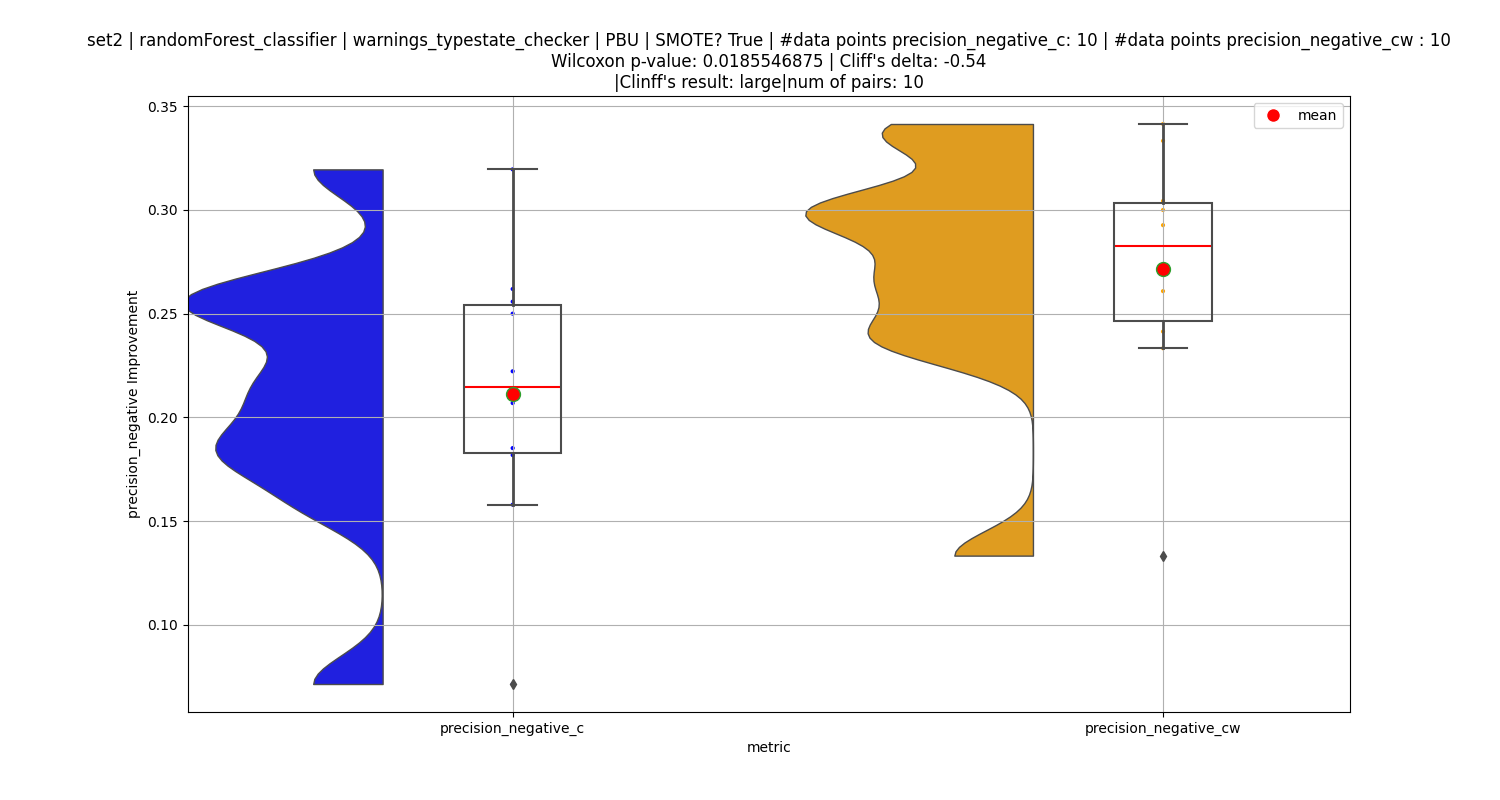 set2 | randomForest_classifier | warnings_typestate_checker | PBU | SMOTE? True | #data points precision_negative_c: 10 | #data points precision_negative_cw : 10
Wilcoxon p-value: 0.0185546875 | Cliff's delta: -0.54
|Clinff's result: large|num of pairs: 10
mean
0.35
0.30
0.25
0.20
0.15
0.10
precision_negative Improvement
precision_negative_c
precision_negative_cw
metric